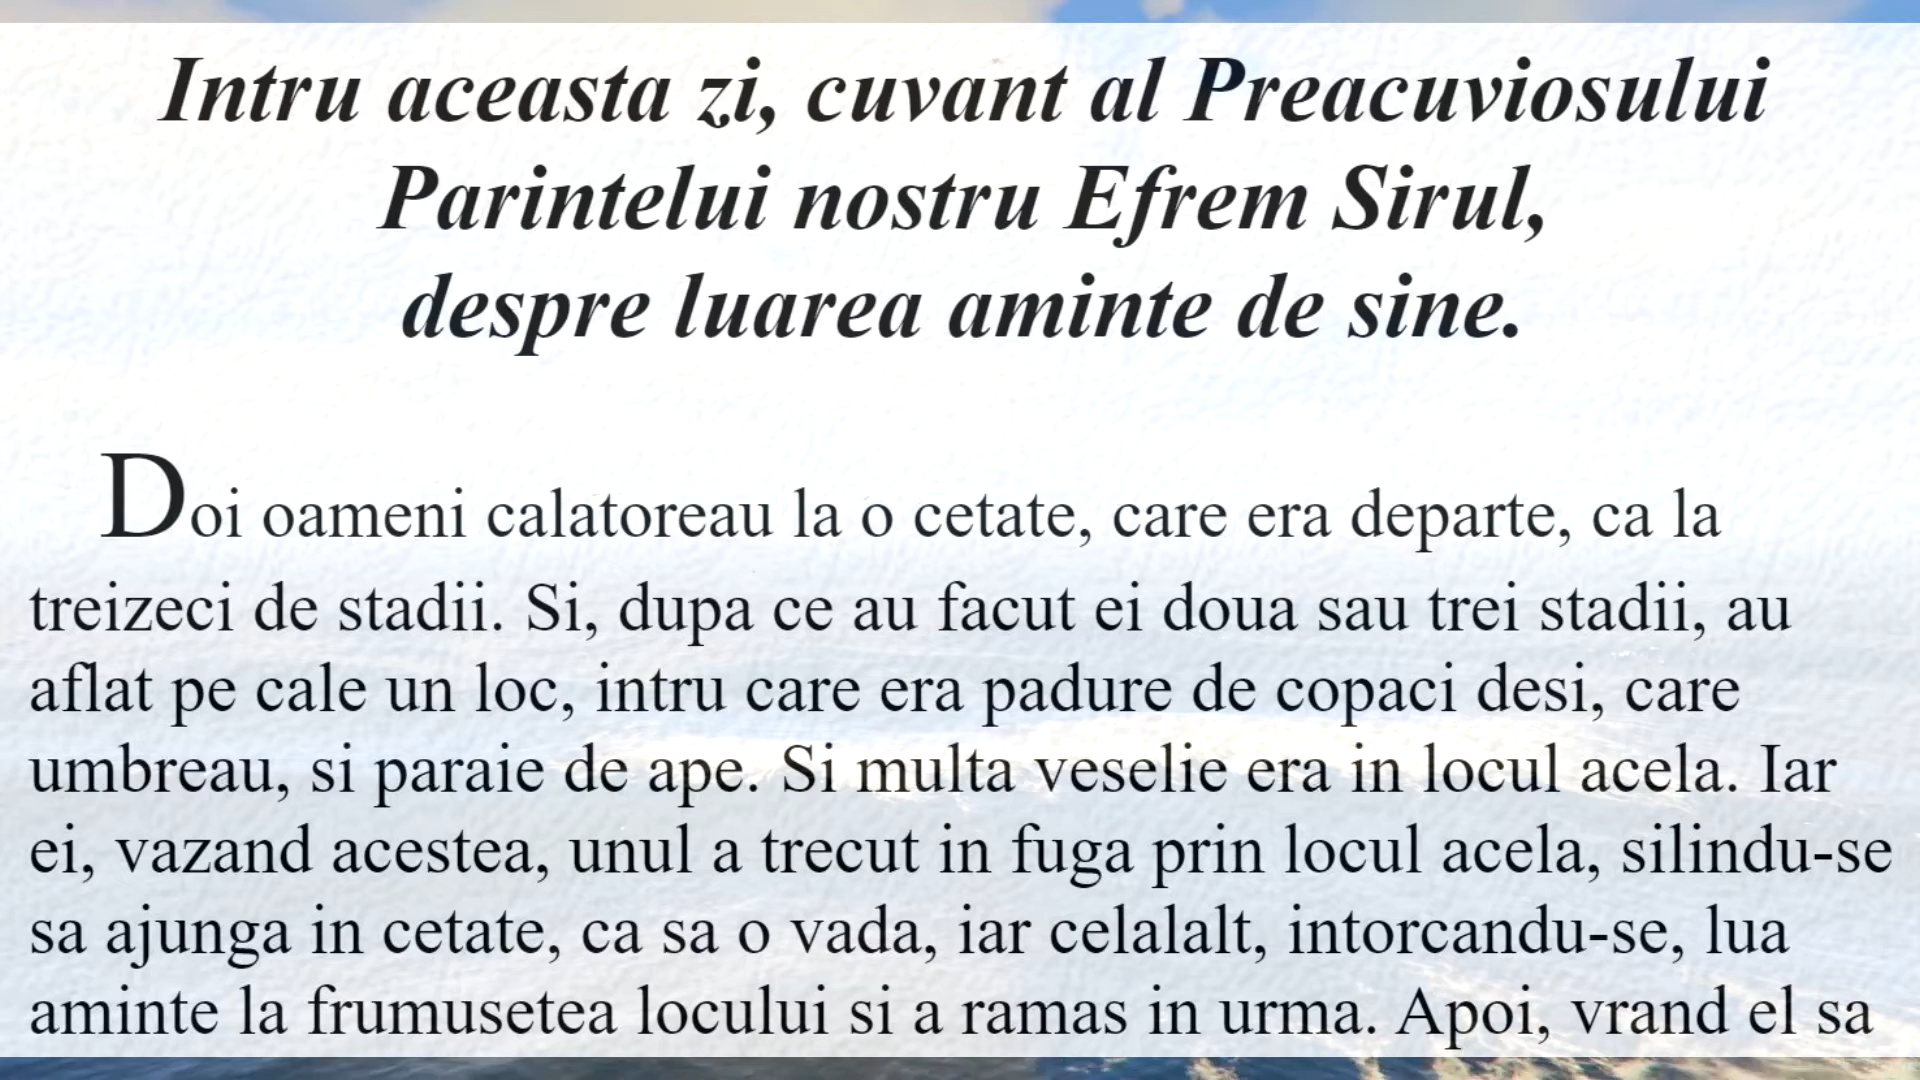 Intru aceasta zi, cuvant al Preacuviosului
Parintelui nostru Efrem Sirul,
despre luarea aminte de sine.
Doi oameni calatoreau la o cetate, care era departe, ca la
treizeci de stadii. Si, dupa ce au facut ei doua sau trei stadii, au
aflat pe cale un loc, intru care era padure de copaci desi, care
umbreau, si paraie de ape. Si multa veselie era in locul acela. Iar
ei, vazand acestea, unul a trecut in fuga prin locul acela, silindu-se
sa ajunga in cetate, ca sa o vada, iar celalalt, intorcandu-se, lua
aminte la frumusetea locului si a ramas in urma. Apoi, vrand el sa